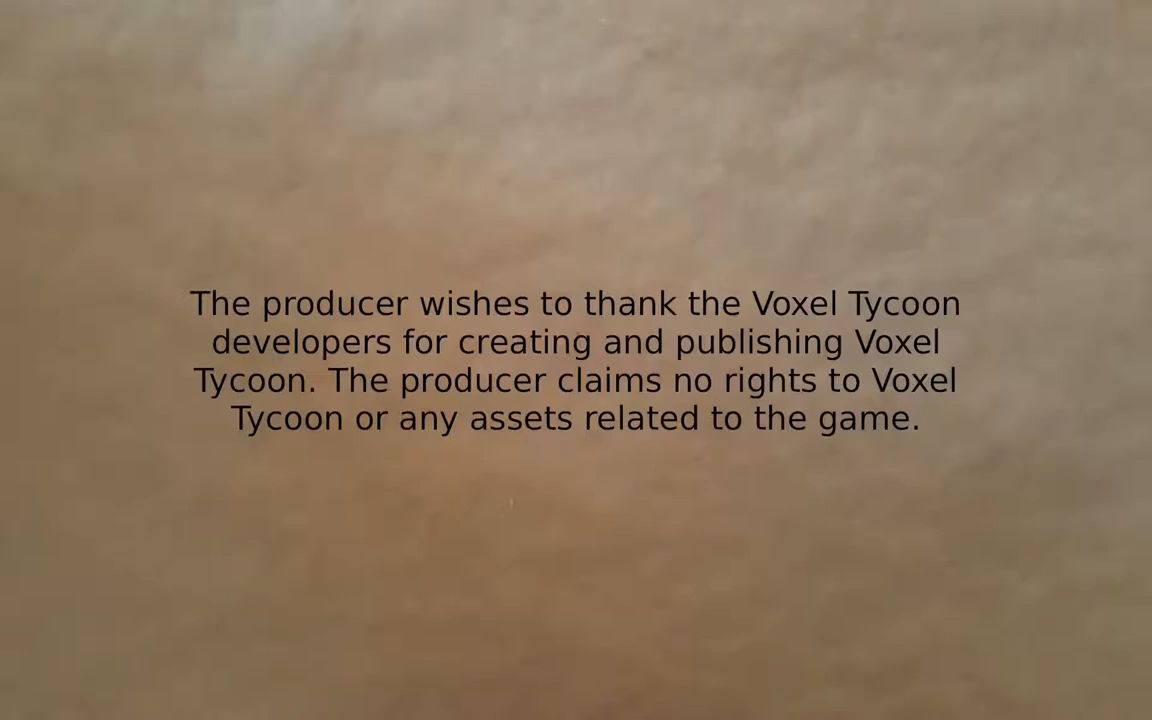 The producer wishes to thank the Voxel Tycoon
developers for creating and publishing Voxel
Tycoon. The producer claims no rights to Voxel
Tycoon or any assets related to the game.